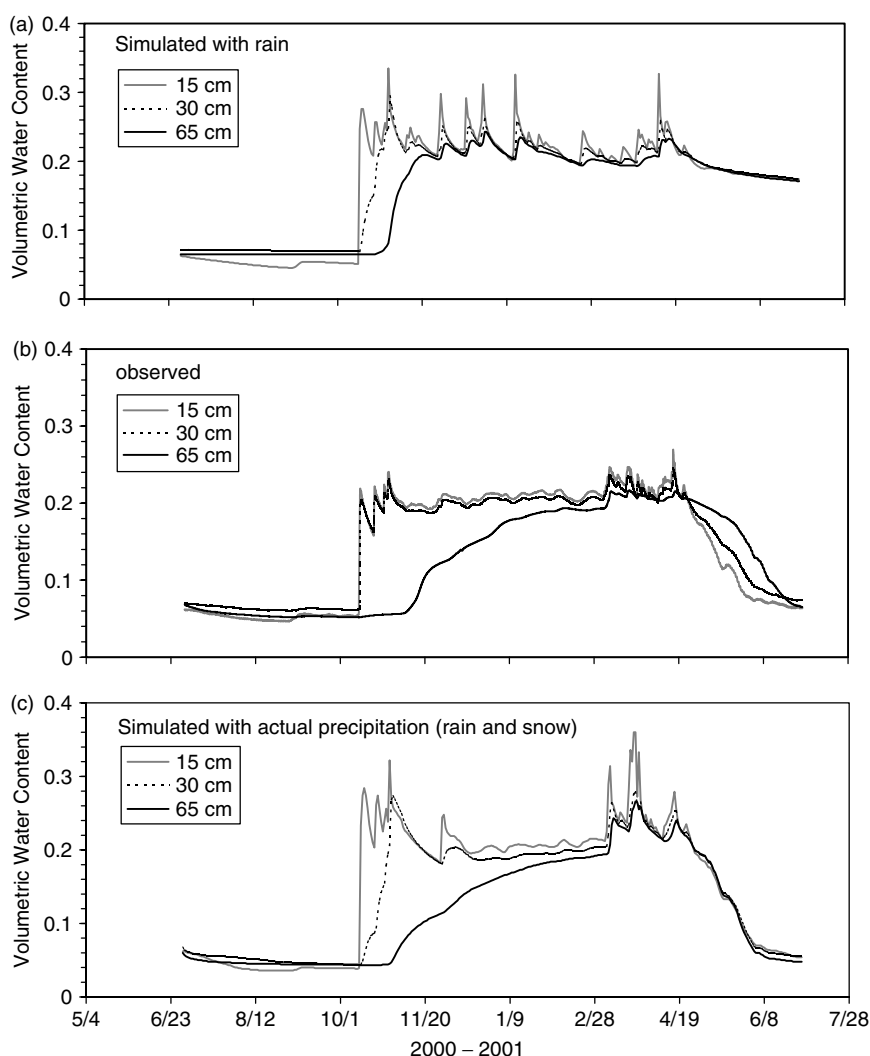 (a)
0.4
0.3
0.2
0.1
0
Volumetric Water Content
Simulated with rain
15 cm
30 cm
65 cm
(b)
0.4
0.3
0.2
0.1
0
Volumetric Water Content
observed
15 cm
30 cm
65 cm
(c)
0.4
0.3
0.2
0.1
0
Volumetric Water Content
Simulated with actual precipitation (rain and snow)
15 cm
30 cm
65 cm
5/4 6/23 8/12 10/1 11/20 1/9 2/28 4/19 6/8 7/28
2000 – 2001